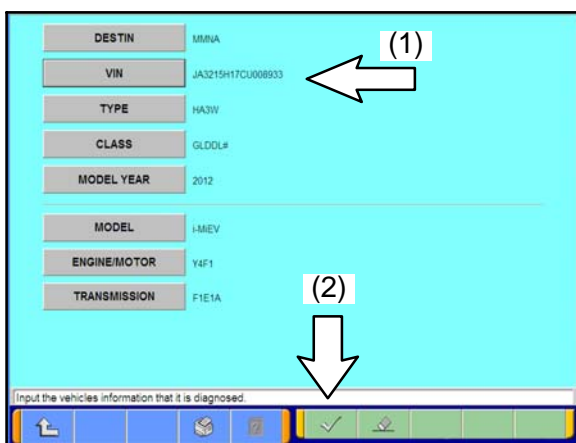 DESTIN MMNA
(1)
VIN JA3215H17CU008933
TYPE HA3W
CLASS GLDDL#
MODEL YEAR 2012
MODEL i-MiEV
ENGINE/MOTOR Y4F1
TRANSMISSION F1E1A
(2)
Input the vehicles information that it is diagnosed.